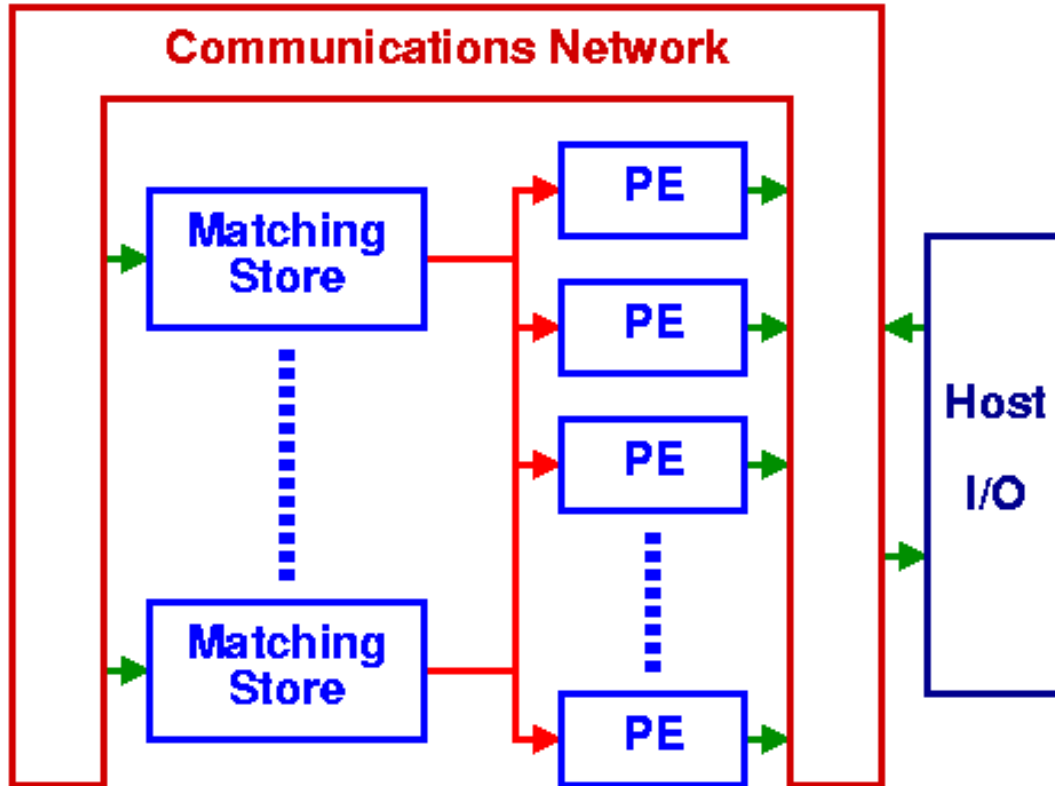 Communications Network
PE
Matching
Store
PE
Host
PE
I/O
Matching
Store
PE